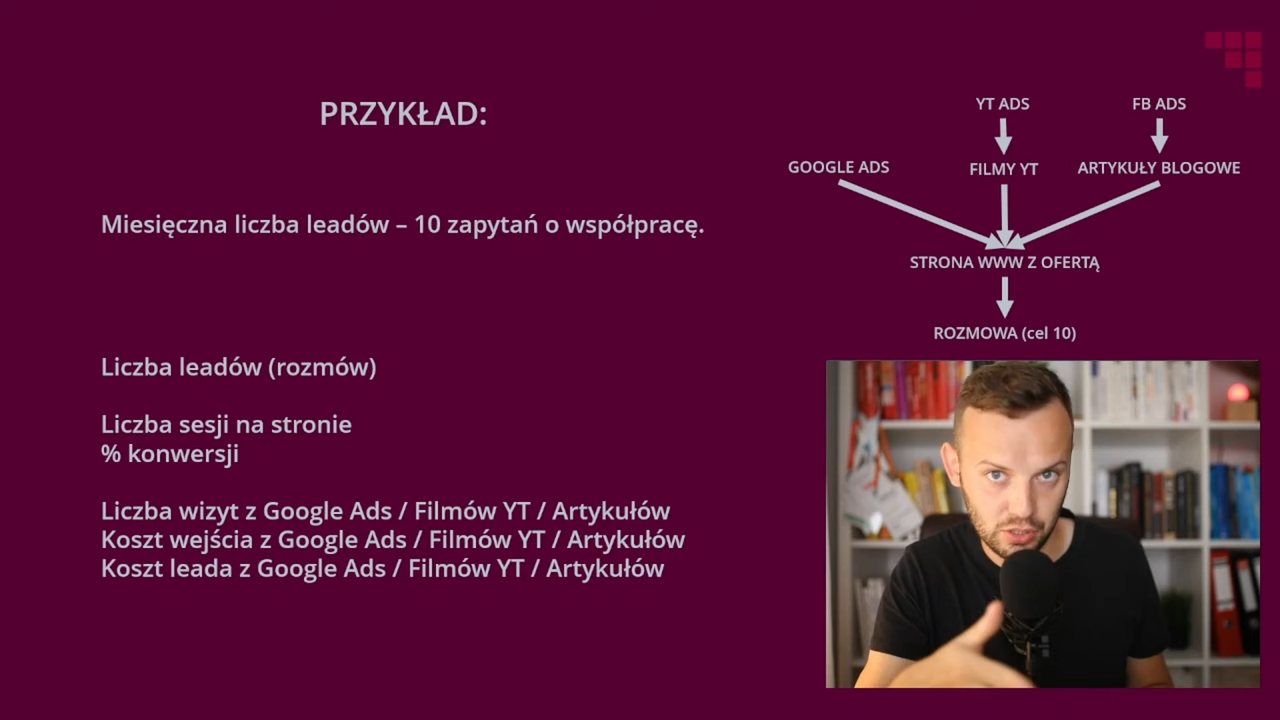 PRZYKŁAD:
Miesięczna liczba leadów – 10 zapytań o współpracę.
Liczba leadów (rozmów)
Liczba sesji na stronie
% konwersji
Liczba wizyt z Google Ads / Filmów YT / Artykułów
Koszt wejścia z Google Ads / Filmów YT / Artykułów
Koszt leada z Google Ads / Filmów YT / Artykułów
YT ADS
FB ADS
GOOGLE ADS
FILMY YT
ARTYKUŁY BLOGOWE
STRONA WWW Z OFERTĄ
ROZMOWA (cel 10)